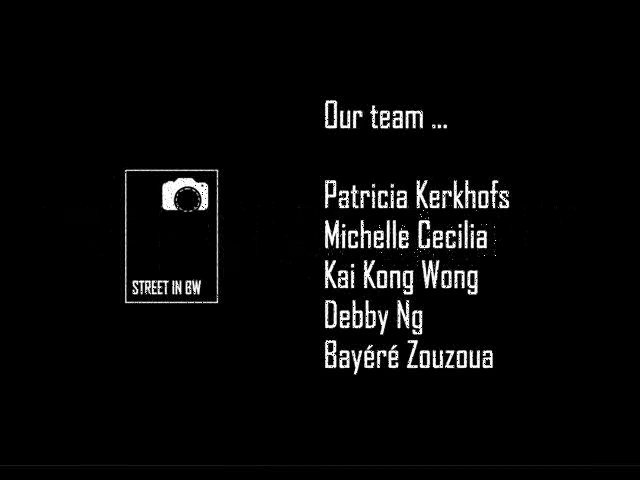 Our team ...
Patricia Kerkhofs
Michelle Cecilia
Kai Kong Wong
Debby Ng
Bayéré Zouzoua
STREET IN BW